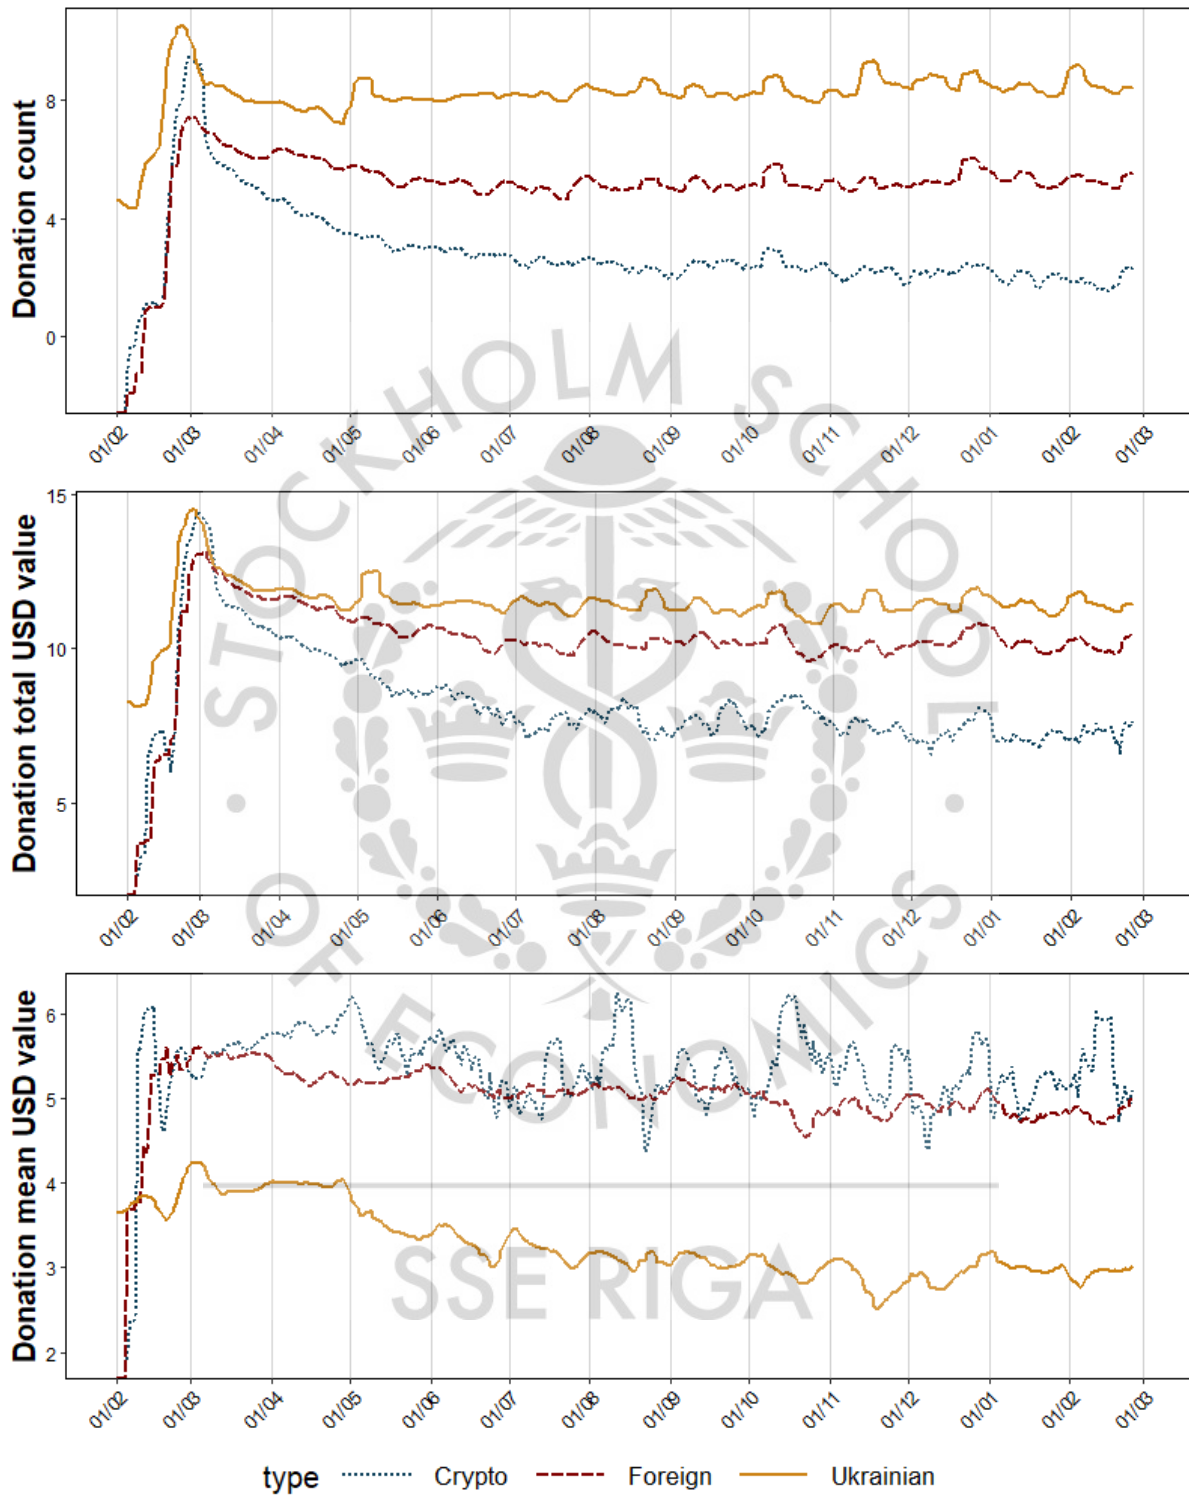 Donation count
8
4
0
01/02 01/03 01/04 01/05 01/06 01/07 01/08 01/09 01/10 01/11 01/12 01/01 01/02 01/03
STOCKHOLM SCHOOL
Donation total USD value
15
10
5
01/02 01/03 01/04 01/05 01/06 01/07 01/08 01/09 01/10 01/11 01/12 01/01 01/02 01/03
OF ECONOMICS
Donation mean USD value
6
5
4
3
2
SSE RIGA
01/02 01/03 01/04 01/05 01/06 01/07 01/08 01/09 01/10 01/11 01/12 01/01 01/02 01/03
type Crypto Foreign Ukrainian